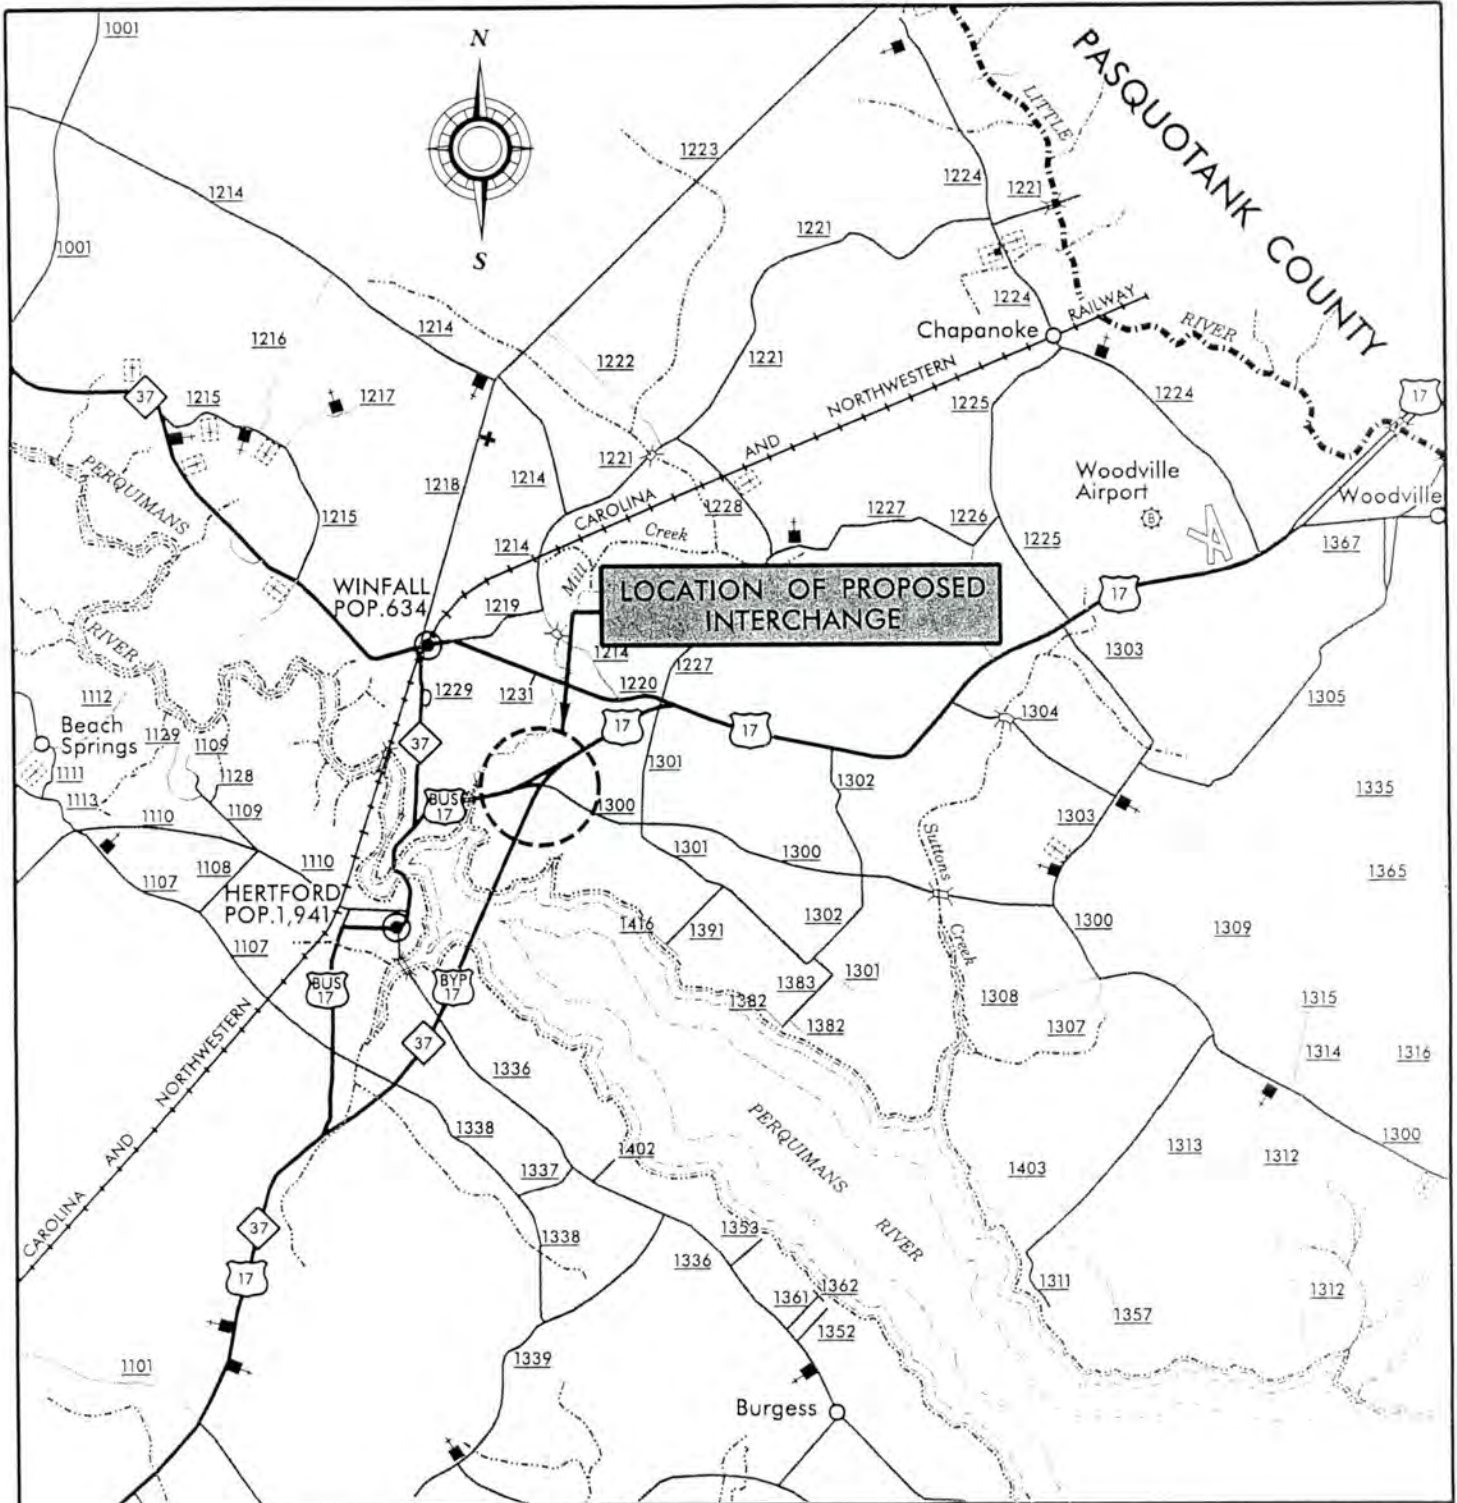 1001
N
PASQUOTANK COUNTY
LITTLE
1223
1224
1221
1214
1221
1001
S
1224
RAILWAY
RIVER
Chapanoke
1214
1216
1222
1221
NORTHWESTERN
1224
1225
37
1215
1217
17
AND
1221
PERQUIMANS
1218
1214
Woodville
Airport
B
Woodville
CAROLINA
1228
1227
1226
1215
Creek
1225
1367
1214
Mill
WINFALL
POP.634
LOCATION OF PROPOSED
INTERCHANGE
17
1219
RIVER
1214
1227
1303
1112
1229
1231
1220
1305
Beach
Springs
1129
1109
37
17
17
1304
1111
1128
1301
1302
1335
1113
1109
BUS
17
1300
1303
1110
Suttons
1108
1110
1301
1300
1365
1107
HERTFORD
POP.1,941
1416
1391
1302
1300
1309
1107
Creek
BUS
17
BYP
17
1383
1301
1382
1308
1315
1382
1307
37
1314
1316
NORTHWESTERN
1336
PERQUIMANS
1338
1300
AND
1402
1313
1312
1337
1403
CAROLINA
37
1338
1353
RIVER
1336
17
1362
1311
1312
1361
1357
1352
1101
1339
Burgess